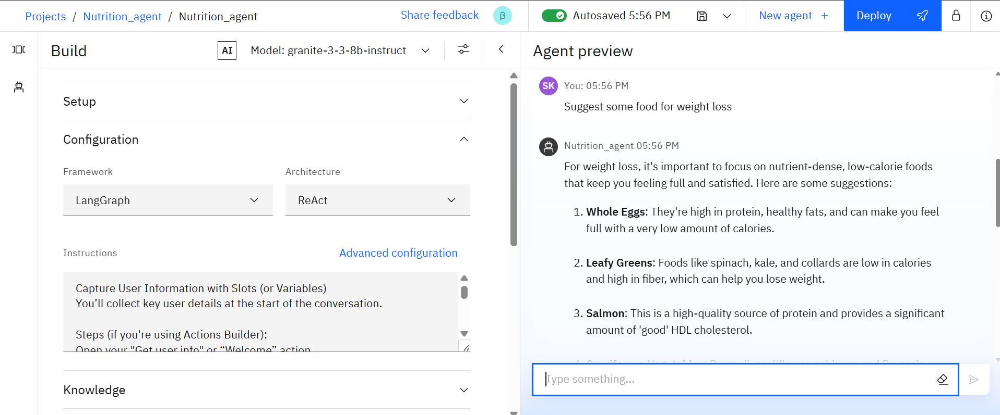 Projects / Nutrition_agent / Nutrition_agent
Share feedback
β
Autosaved 5:56 PM
New agent +
Deploy
Build
AI
Model: granite-3-3-8b-instruct
Agent preview
Setup
Configuration
Framework
Architecture
LangGraph
ReAct
Instructions
Advanced configuration
Capture User Information with Slots (or Variables)
You’ll collect key user details at the start of the conversation.
Steps (if you're using Actions Builder):
Open your "Get user info" or “Welcome” action
Knowledge
SK
You: 05:56 PM
Suggest some food for weight loss
Nutrition_agent 05:56 PM
For weight loss, it's important to focus on nutrient-dense, low-calorie foods
that keep you feeling full and satisfied. Here are some suggestions:
1. Whole Eggs: They're high in protein, healthy fats, and can make you feel
full with a very low amount of calories.
2. Leafy Greens: Foods like spinach, kale, and collards are low in calories
and high in fiber, which can help you lose weight.
3. Salmon: This is a high-quality source of protein and provides a significant
amount of 'good' HDL cholesterol.
Type something...